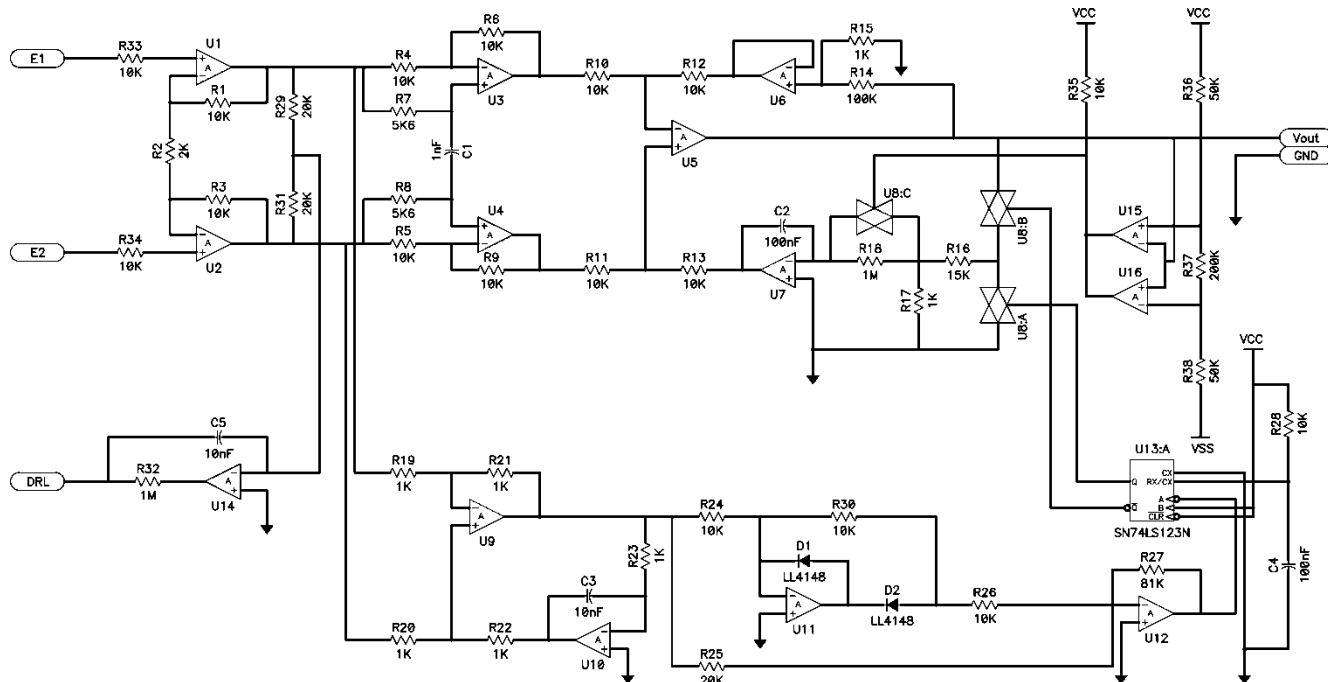 VCC VCC
E1 R33 10K U1 R4 10K R6 10K
R1 10K R29 20K R7 5K6 U3 R10 10K R12 10K U6 R15 1K R14 100K R35 10K R36 50K
R2 2K 1nF C1 U5 Vout
GND
R3 10K R31 20K R8 5K6 U4 U8:C U8:B U15
E2 R34 10K U2 R5 10K R9 10K R11 10K R13 10K C2 100nF U7 R18 1M R16 15K R17 1K U8:A U16 R37 200K
VCC
R38 50K
VSS
R28 10K
C5 10nF
DRL R32 1M U14 R19 1K R21 1K U9
U13:A
Q CX
RX/CX
A
Q B
CLR
SN74LS123N
R24 10K R30 10K
R23 1K D1 LL4148 R27 81K C4 100nF
C3 10nF D2 LL4148 R26 10K
R20 1K R22 1K U10 U11 U12
R25 20K
A A A A A A A A A A A A A A